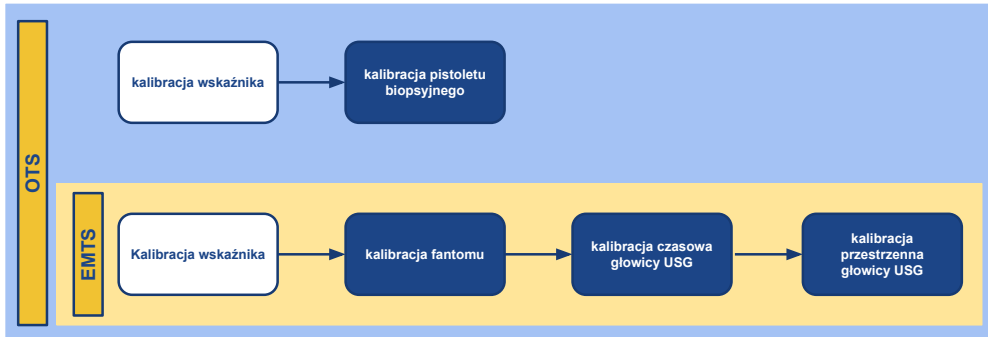 OTS
kalibracja wskaźnika
kalibracja pistoletu
biopsyjnego
EMTS
Kalibracja wskaźnika
kalibracja fantomu
kalibracja czasowa
głowicy USG
kalibracja
przestrzenna
głowicy USG